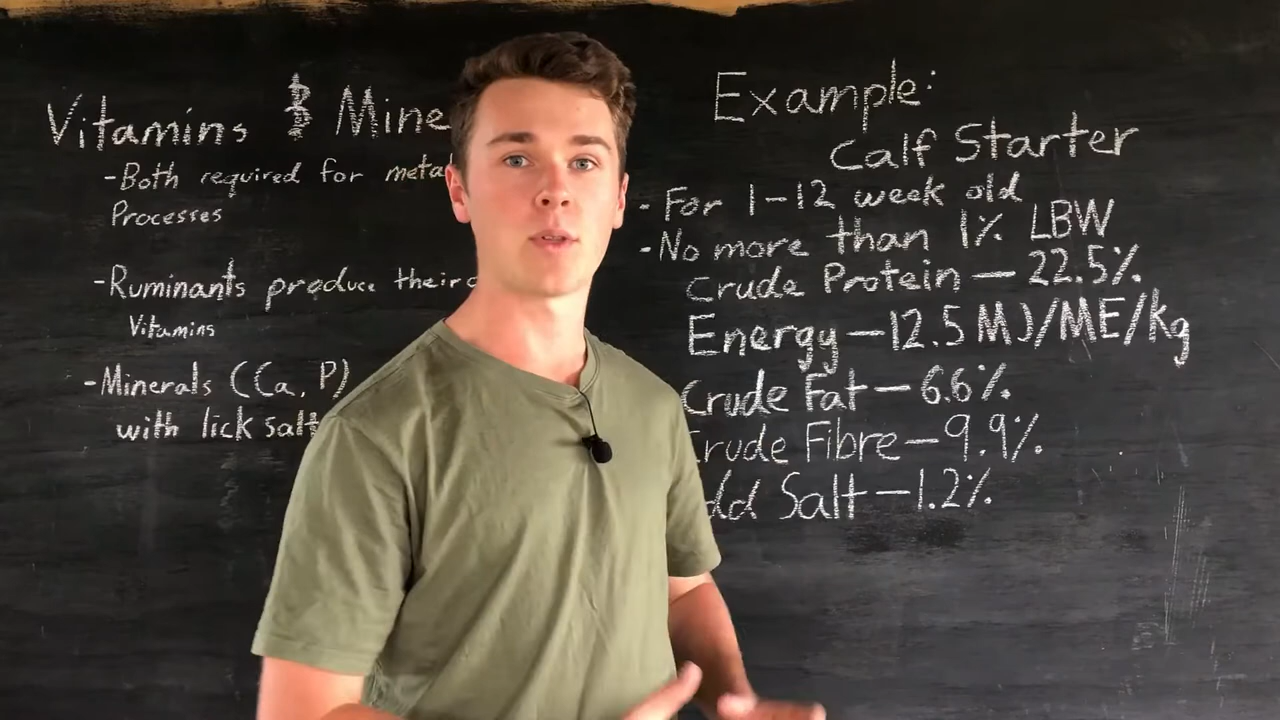 Vitamins & Mine
-Both required for meta
Processes
-Ruminants produce their
Vitamins
-Minerals (Ca, P)
with lick salt
Example:
Calf Starter
- For 1-12 week old
-No more than 1% LBW
Crude Protein — 22.5%
Energy —12.5 MJ/ME/kg
Crude Fat — 6.6%
rude Fibre — 9.9%
dd Salt —1.2%